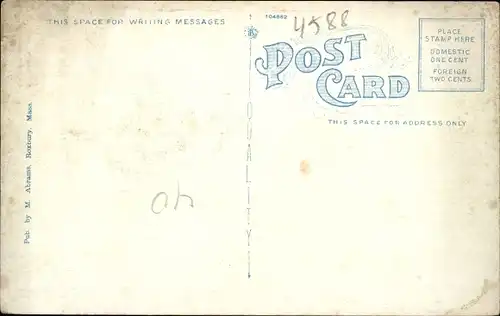 THIS SPACE FOR WRITING MESSAGES
104882
4588
POST
CARD
PLACE
STAMP HERE
DOMESTIC
ONE CENT
FOREIGN
TWO CENTS
THIS SPACE FOR ADDRESS ONLY
QUALITY
Pub. by M. Abrams, Roxbury, Mass.
40